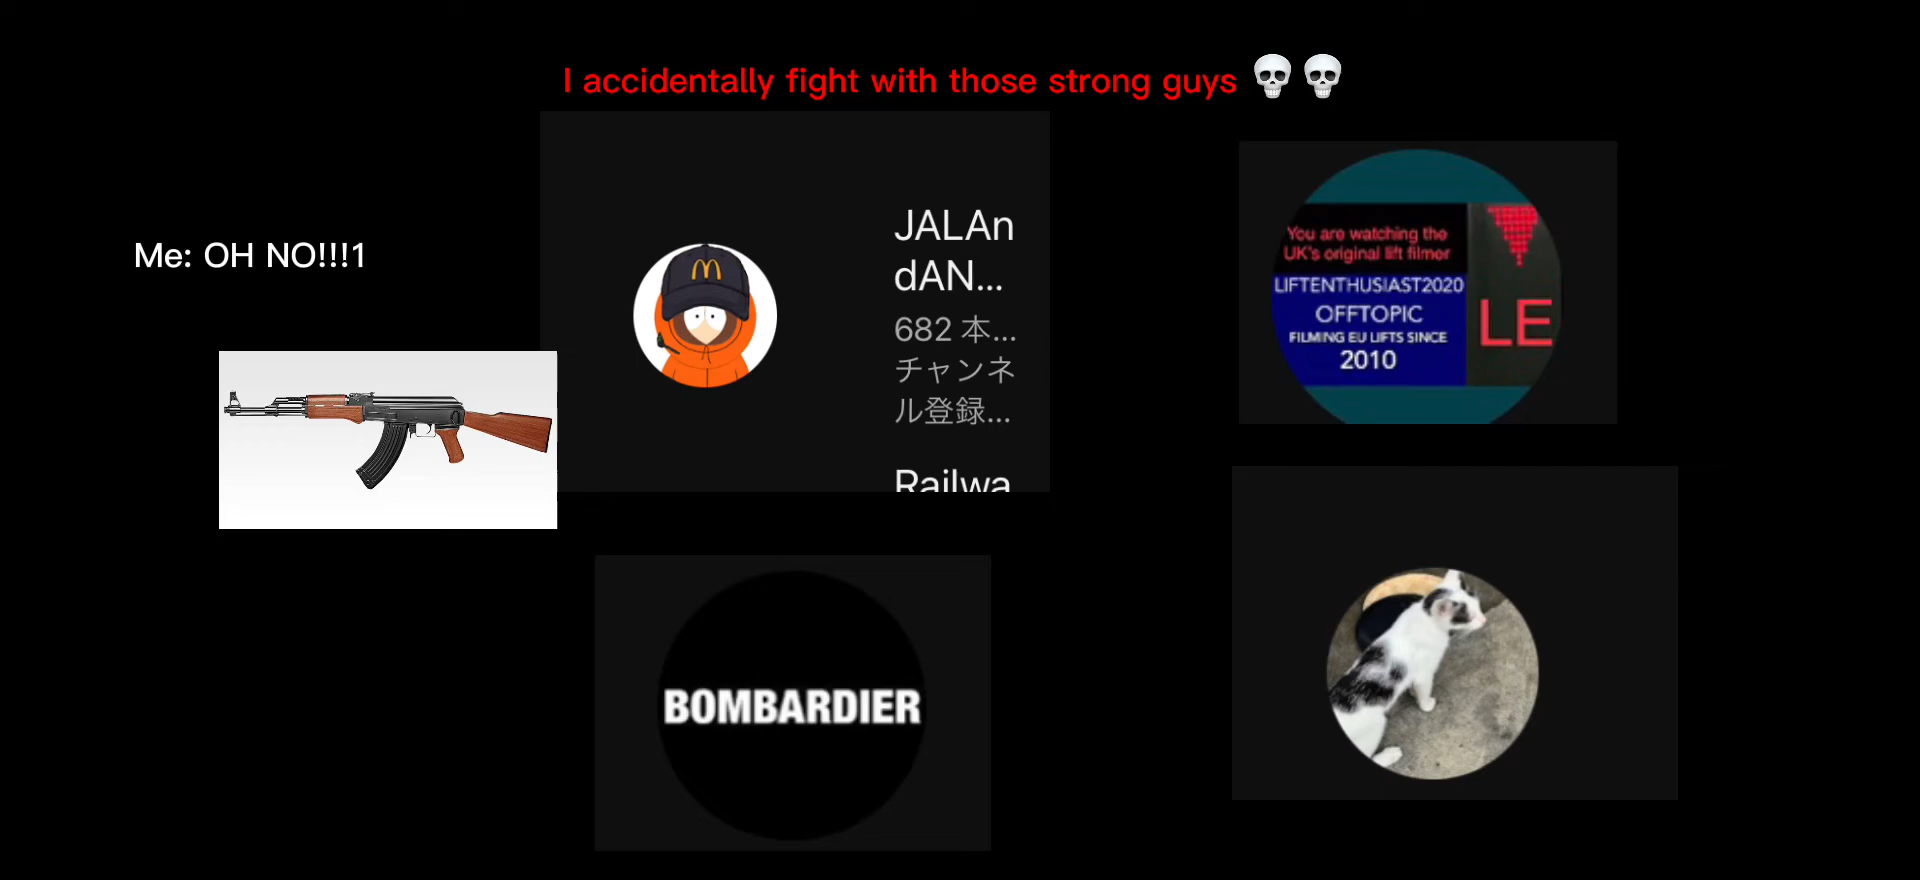 I accidentally fight with those strong guys 💀💀
Me: OH NO!!!1
JALAn
dAN...
682 本...
チャンネ
ル登録...
Railwa
You are watching the
UK's original lift filmer
LIFTENTHUSIAST2020
OFFTOPIC
FILMING EU LIFTS SINCE
2010
LE
BOMBARDIER